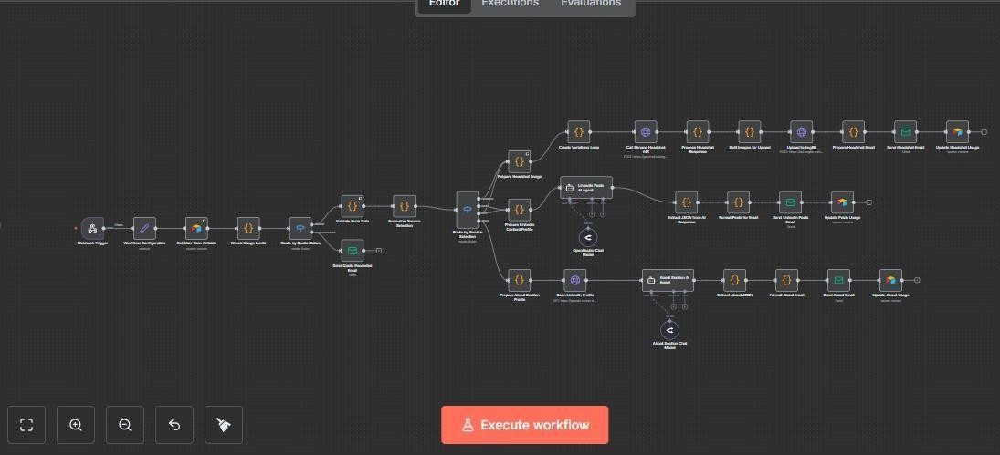 Editor Executions Evaluations
Create Variations Loop
Call Banana Headshot
API
Process Headshot
Response
Split Images for Upload
Upload to ImgBB
Prepare Headshot Email
Send Headshot Email
Update Headshot Usage
Prepare Headshot Image
LinkedIn Posts
AI Agent
Validate Form Data
Normalize Service
Selection
Route by Service
Selection
Prepare LinkedIn
Content Profile
Extract JSON from AI
Response
Format Posts for Email
Send LinkedIn Posts
Email
Update Posts Usage
Webhook Trigger
Workflow Configuration
Get User from Airtable
Check Usage Limits
Route by Quota Status
OpenRouter Chat
Model
Send Quota Exceeded
Email
Prepare About Section
Profile
Scan LinkedIn Profile
About Section AI
Agent
Extract About JSON
Format About Email
Send About Email
Update About Usage
About Section Chat
Model
Execute workflow